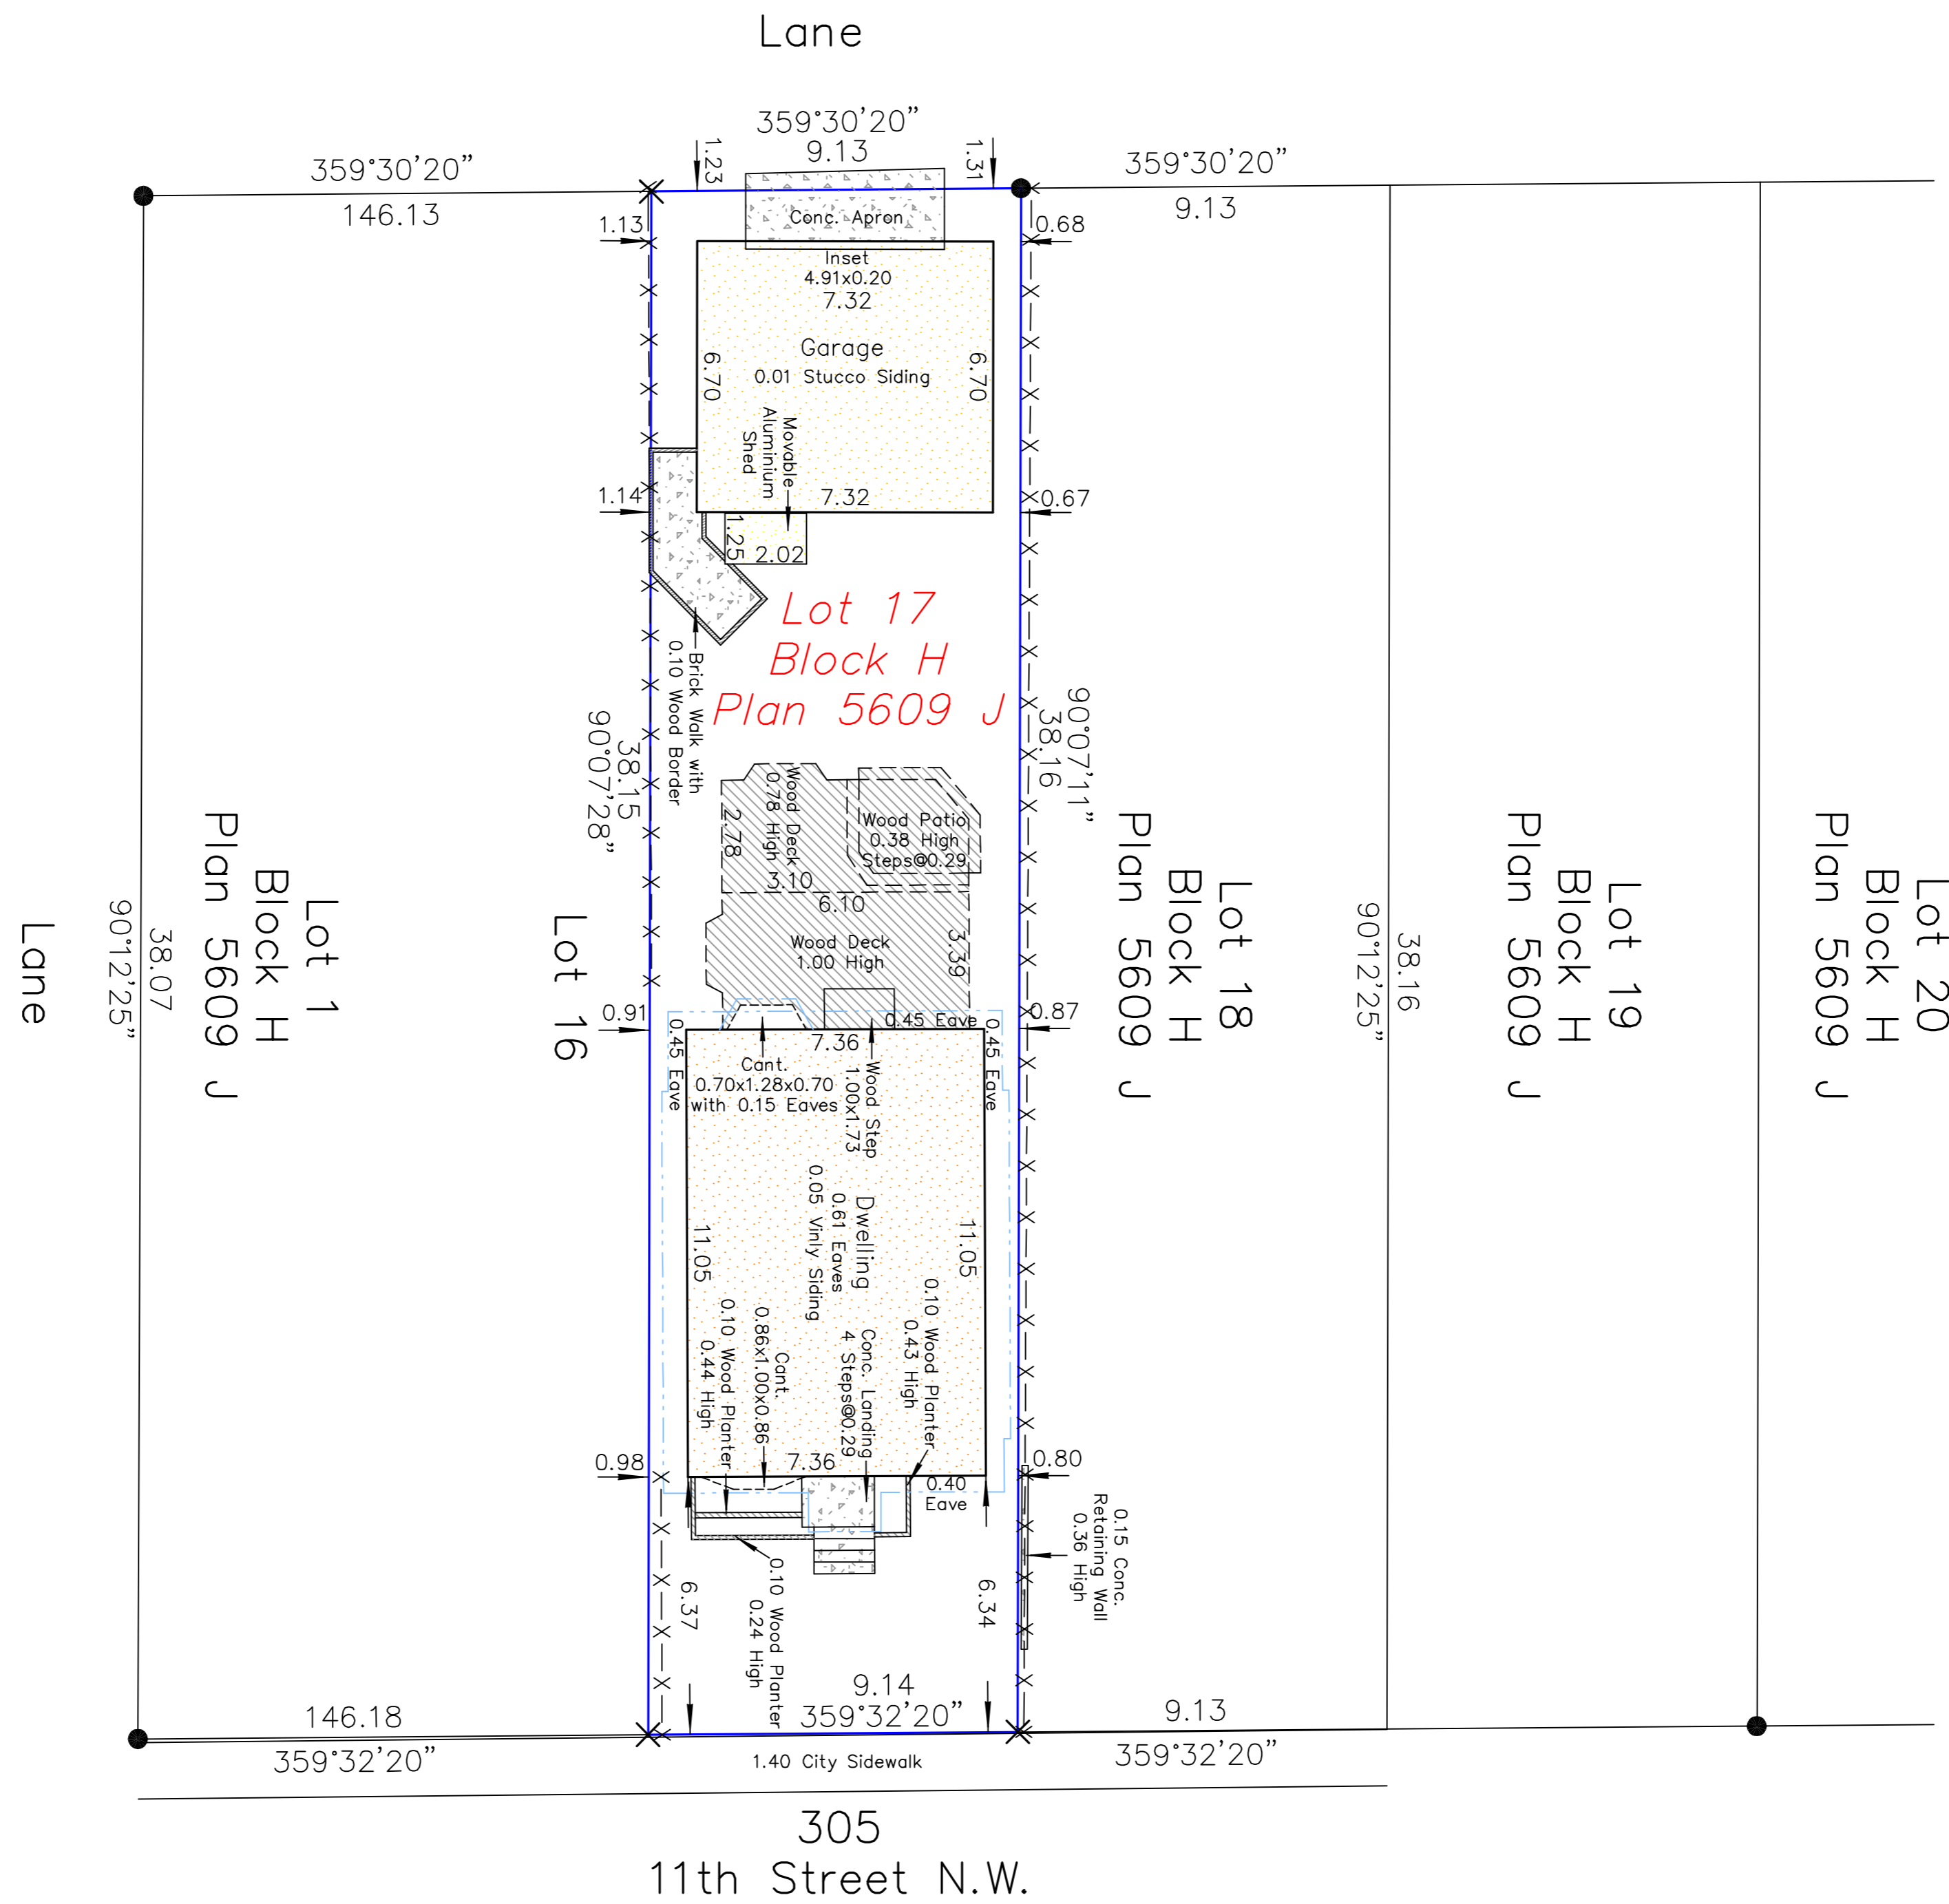 Lane
359°30'20"
9.13
359°30'20"
146.13
359°30'20"
9.13
1.23
1.31
Conc. Apron
1.13
0.68
Inset
4.91x0.20
7.32
Garage
0.01 Stucco Siding
6.70
6.70
Movable
Aluminium
Shed
7.32
1.14
0.67
1.25
2.02
Lot 17
Block H
Plan 5609 J
Brick Walk with
0.10 Wood Border
38.15
90°07'28"
90°07'11"
38.16
Wood Deck
0.78 High
2.78
3.10
Wood Patio
0.38 High
Steps@0.29
6.10
Wood Deck
1.00 High
3.39
Lot 1
Block H
Plan 5609 J
Lane
38.07
90°12'25"
Lot 16
Lot 18
Block H
Plan 5609 J
38.16
90°12'25"
Lot 19
Block H
Plan 5609 J
Lot 20
Block H
Plan 5609 J
0.91
0.87
0.45 Eave
0.45 Eave
0.45 Eave
7.36
Cant.
0.70x1.28x0.70
with 0.15 Eaves
Wood Step
1.00x1.73
Dwelling
0.61 Eaves
0.05 Vinly Siding
11.05
11.05
0.10 Wood Planter
0.43 High
Conc. Landing
4 Steps@0.29
Cant.
0.86x1.00x0.86
0.10 Wood Planter
0.44 High
7.36
0.98
0.80
0.40
Eave
0.15 Conc.
Retaining Wall
0.36 High
0.10 Wood Planter
0.24 High
6.37
6.34
9.14
359°32'20"
146.18
359°32'20"
9.13
359°32'20"
1.40 City Sidewalk
305
11th Street N.W.